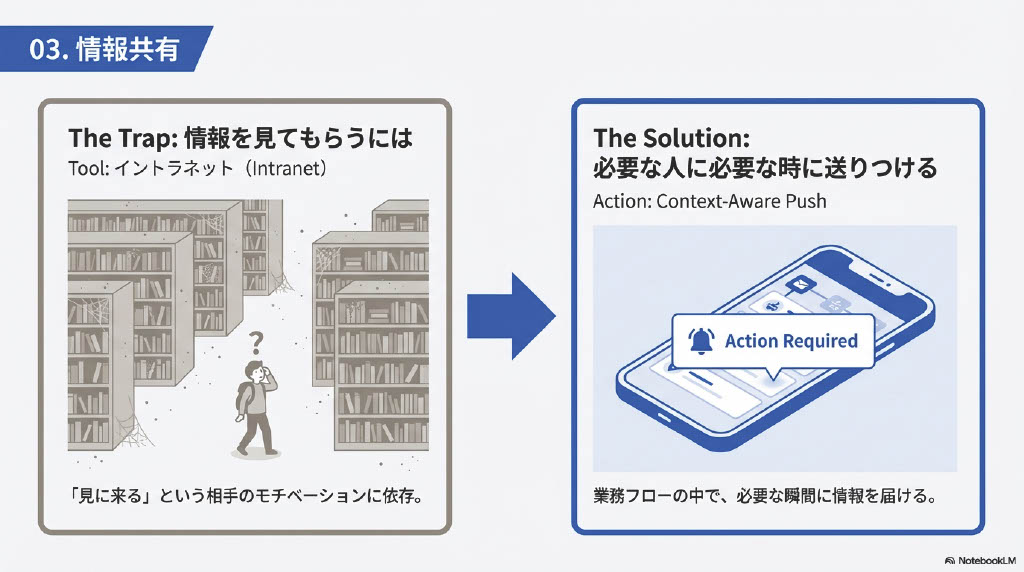 03. 情報共有
The Trap: 情報を見てもらうには
Tool: イントラネット（Intranet）
?
「見に来る」という相手のモチベーションに依存。
The Solution:
必要な人に必要な時に送りつける
Action: Context-Aware Push
Action Required
業務フローの中で、必要な瞬間に情報を届ける。
NotebookLM